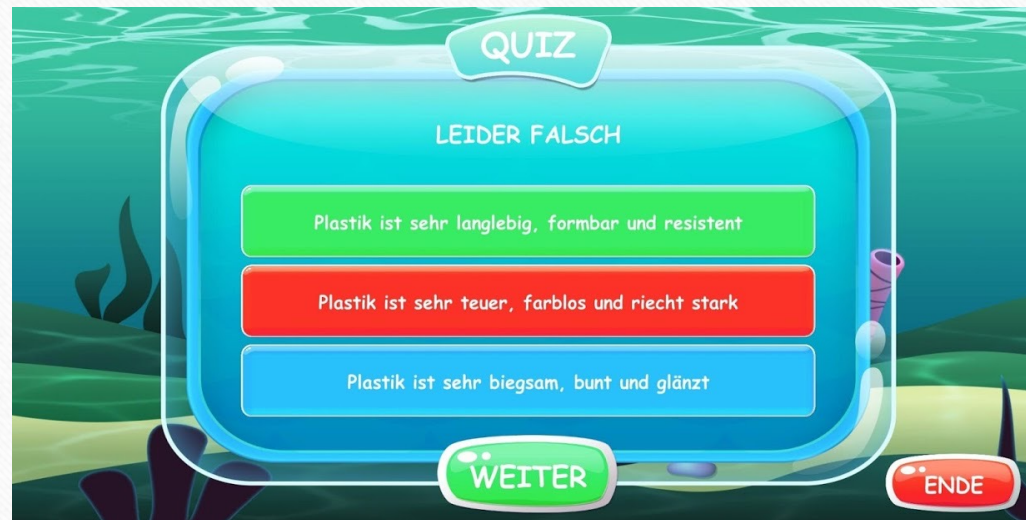 QUIZ
LEIDER FALSCH
Plastik ist sehr langlebig, formbar und resistent
Plastik ist sehr teuer, farblos und riecht stark
Plastik ist sehr biegsam, bunt und glänzt
WEITER
ENDE